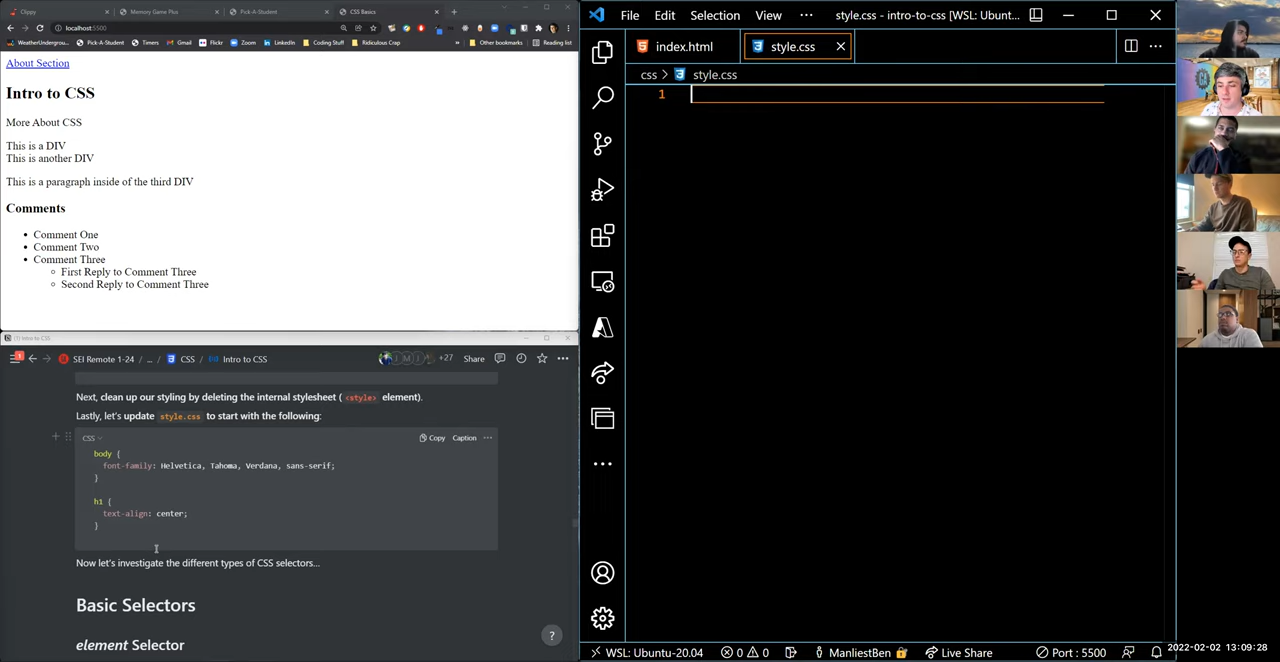 Clippy
Memory Game Plus
Pick-A-Student
CSS Basics
localhost:5500
WeatherUndergroun...
Pick-A-Student
Timers
Gmail
Flickr
Zoom
LinkedIn
Coding Stuff
Ridiculous Crap
Other bookmarks
Reading list
About Section
Intro to CSS
More About CSS
This is a DIV
This is another DIV
This is a paragraph inside of the third DIV
Comments
Comment One
Comment Two
Comment Three
First Reply to Comment Three
Second Reply to Comment Three
(1) Intro to CSS
SEI Remote 1-24 / ... / CSS / Intro to CSS
+27 Share
Next, clean up our styling by deleting the internal stylesheet ( <style> element).
Lastly, let's update style.css to start with the following:
CSS
Copy Caption
body {
font-family: Helvetica, Tahoma, Verdana, sans-serif;
}
h1 {
text-align: center;
}
Now let's investigate the different types of CSS selectors...
Basic Selectors
element Selector
?
File Edit Selection View ... style.css - intro-to-css [WSL: Ubunt...
index.html
style.css
css > style.css
1
WSL: Ubuntu-20.04 0 0 ManliestBen Live Share Port : 5500
2022-02-02 13:09:28